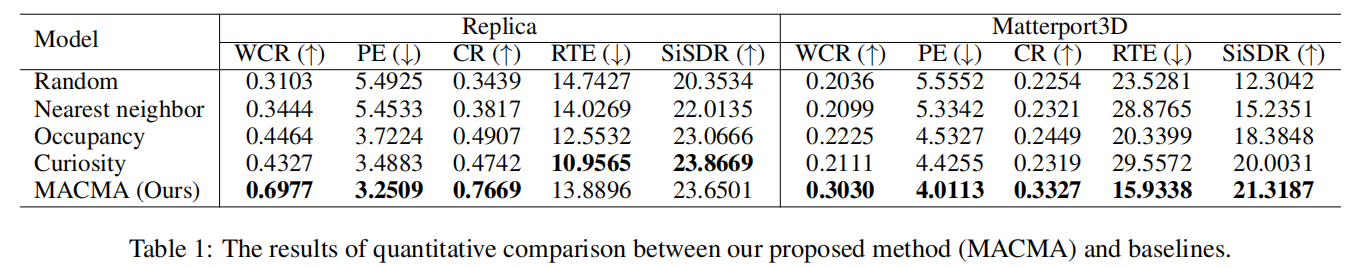 Model Replica Matterport3D
WCR (↑) PE (↓) CR (↑) RTE (↓) SiSDR (↑) WCR (↑) PE (↓) CR (↑) RTE (↓) SiSDR (↑)
Random 0.3103 5.4925 0.3439 14.7427 20.3534 0.2036 5.5552 0.2254 23.5281 12.3042
Nearest neighbor 0.3444 5.4533 0.3817 14.0269 22.0135 0.2099 5.3342 0.2321 28.8765 15.2351
Occupancy 0.4464 3.7224 0.4907 12.5532 23.0666 0.2225 4.5327 0.2449 20.3399 18.3848
Curiosity 0.4327 3.4883 0.4742 10.9565 23.8669 0.2111 4.4255 0.2319 29.5572 20.0031
MACMA (Ours) 0.6977 3.2509 0.7669 13.8896 23.6501 0.3030 4.0113 0.3327 15.9338 21.3187
Table 1: The results of quantitative comparison between our proposed method (MACMA) and baselines.